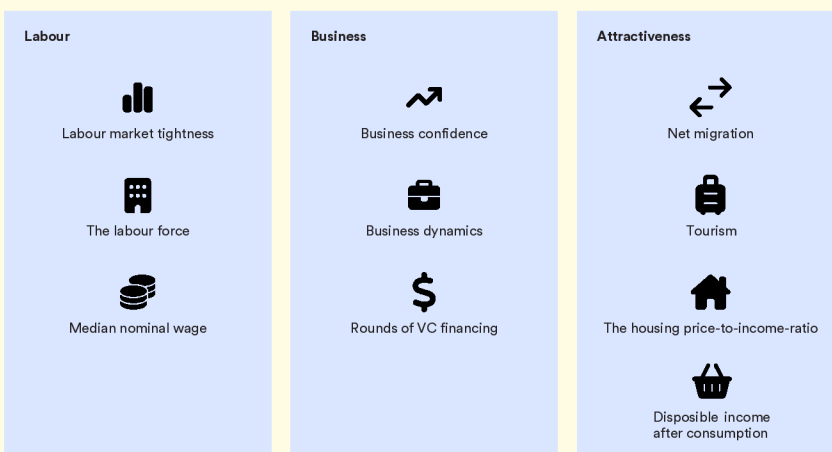 Labour
Labour market tightness
The labour force
Median nominal wage
Business
Business confidence
Business dynamics
Rounds of VC financing
Attractiveness
Net migration
Tourism
The housing price-to-income-ratio
Disposible income
after consumption